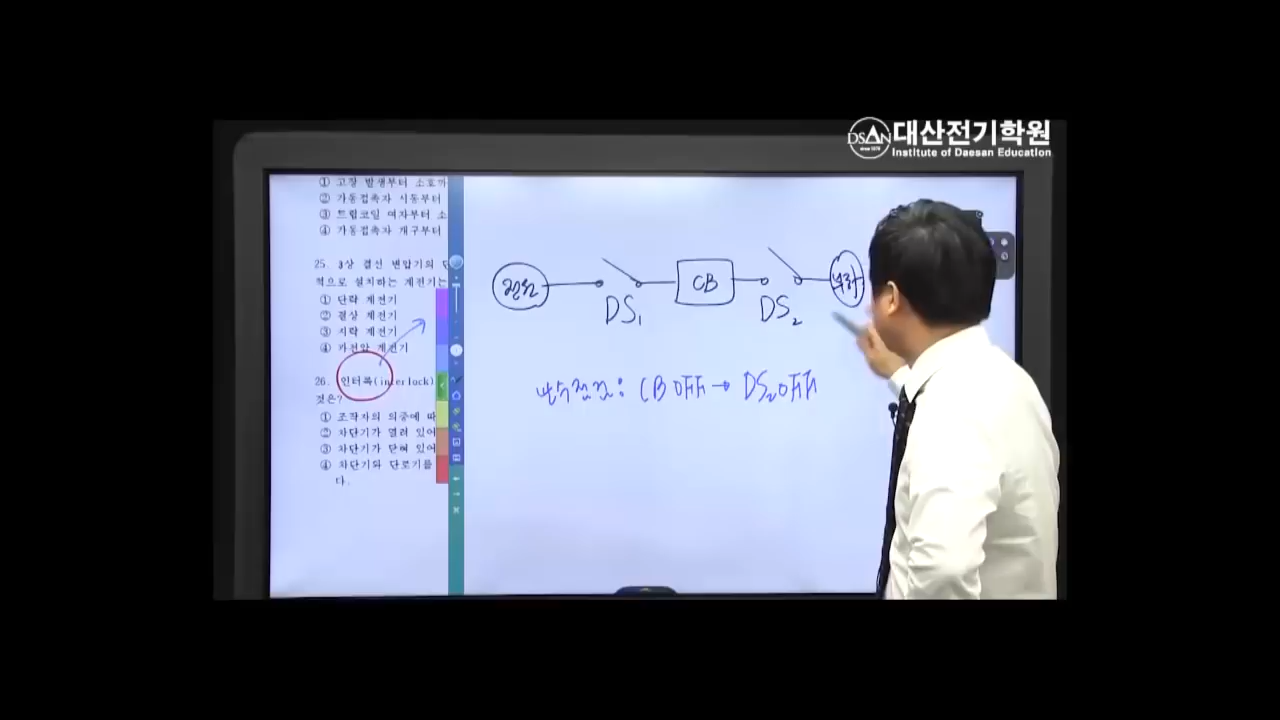 DSAN
since 1978
대산전기학원
Institute of Daesan Education
① 고장 발생부터 소호까
② 가동접촉자 시동부터
③ 트립코일 여자부터 소
④ 가동접촉자 개구부터
25. 3상 결선 변압기의 단
적으로 설치하는 계전기는
① 단락 계전기
② 결상 계전기
③ 지락 계전기
④ 과전압 계전기
26. 인터록(interlock)
것은?
① 조작자의 의중에 따
② 차단기가 열려 있어
③ 차단기가 닫혀 있어
④ 차단기와 단로기를
다.
전원 CB 부하
DS₁ DS₂
: CB OFF → DS₂ OFF